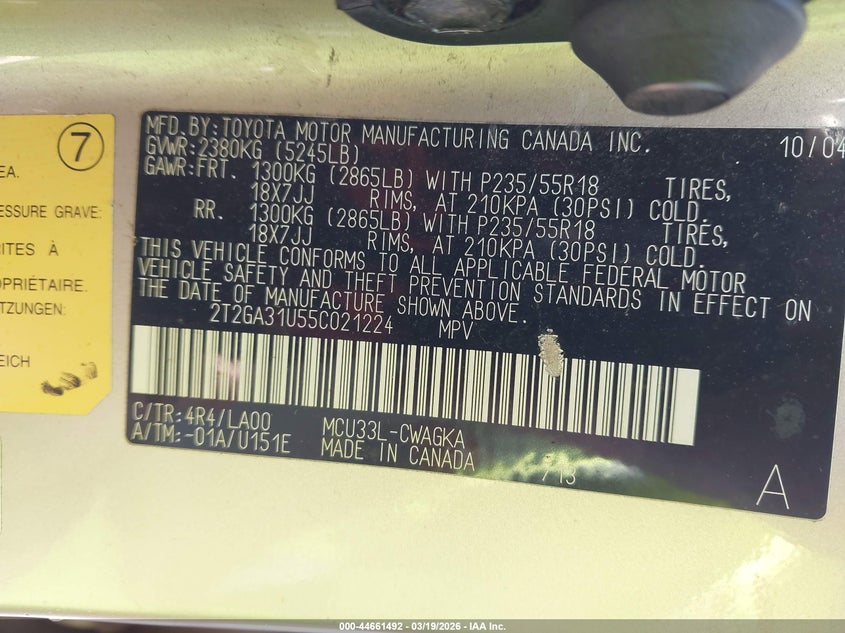 7
EA.
ESSURE GRAVE:
RITES À
OPRIÉTAIRE.
TZUNGEN:
EICH
MFD. BY: TOYOTA MOTOR MANUFACTURING CANADA INC. 10/04
GVWR: 2380KG (5245LB)
GAWR: FRT. 1300KG (2865LB) WITH P235/55R18 TIRES,
18X7JJ RIMS, AT 210KPA (30PSI) COLD.
RR. 1300KG (2865LB) WITH P235/55R18 TIRES,
18X7JJ RIMS, AT 210KPA (30PSI) COLD.
THIS VEHICLE CONFORMS TO ALL APPLICABLE FEDERAL MOTOR
VEHICLE SAFETY AND THEFT PREVENTION STANDARDS IN EFFECT ON
THE DATE OF MANUFACTURE SHOWN ABOVE.
2T2GA31U55C021224 MPV
C/TR: 4R4/LA00 MCU33L-CWAGKA
A/TM: -01A/U151E MADE IN CANADA
/13
A
000-44661492 - 03/19/2026 - IAA Inc.